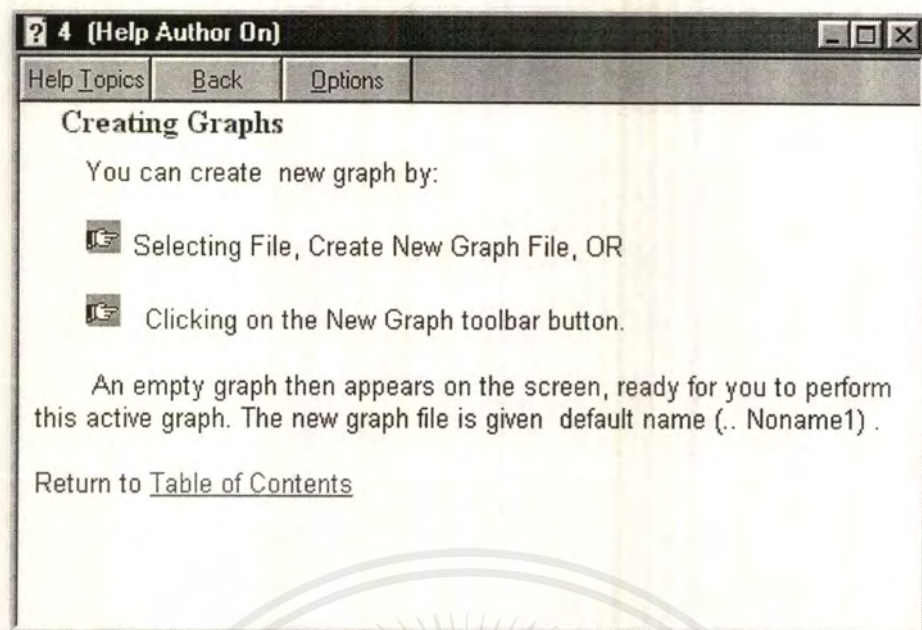 ? 4 (Help Author On)
Help Topics Back Options
Creating Graphs
You can create new graph by:
Selecting File, Create New Graph File, OR
Clicking on the New Graph toolbar button.
An empty graph then appears on the screen, ready for you to perform
this active graph. The new graph file is given default name (.. Noname1) .
Return to Table of Contents